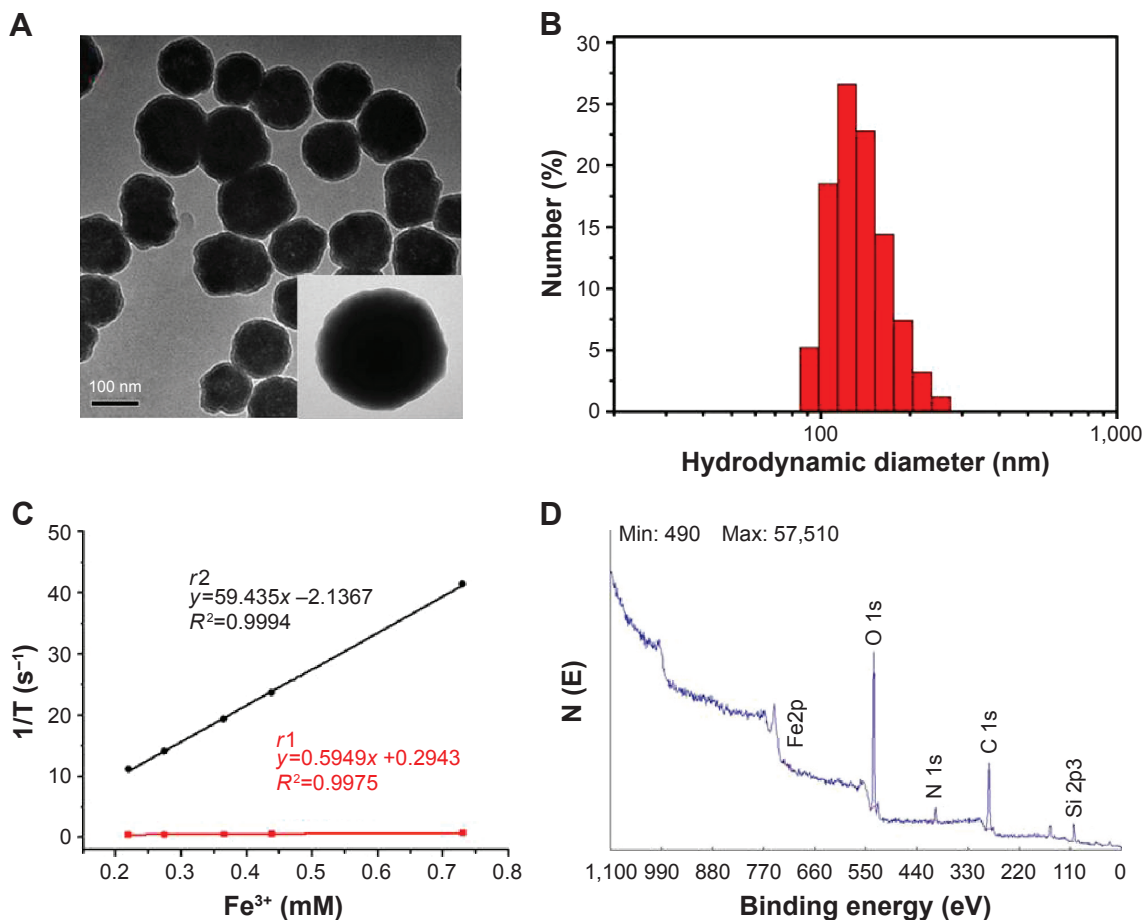 A
100 nm
B
30
25
20
15
10
5
0
Number (%)
100
1,000
Hydrodynamic diameter (nm)
C
50
40
30
20
10
0
1/T (s⁻¹)
r2
y=59.435x –2.1367
R²=0.9994
r1
y=0.5949x +0.2943
R²=0.9975
0.2 0.3 0.4 0.5 0.6 0.7 0.8
Fe³⁺ (mM)
D
Min: 490 Max: 57,510
N (E)
Fe2p
O 1s
N 1s
C 1s
Si 2p3
1,100 990 880 770 660 550 440 330 220 110 0
Binding energy (eV)